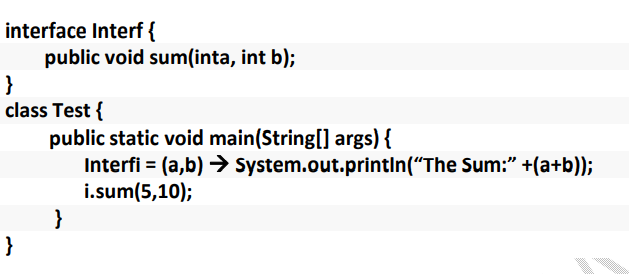 interface Interf {
public void sum(inta, int b);
}
class Test {
public static void main(String[] args) {
Interfi = (a,b) → System.out.println(“The Sum:” +(a+b));
i.sum(5,10);
}
}